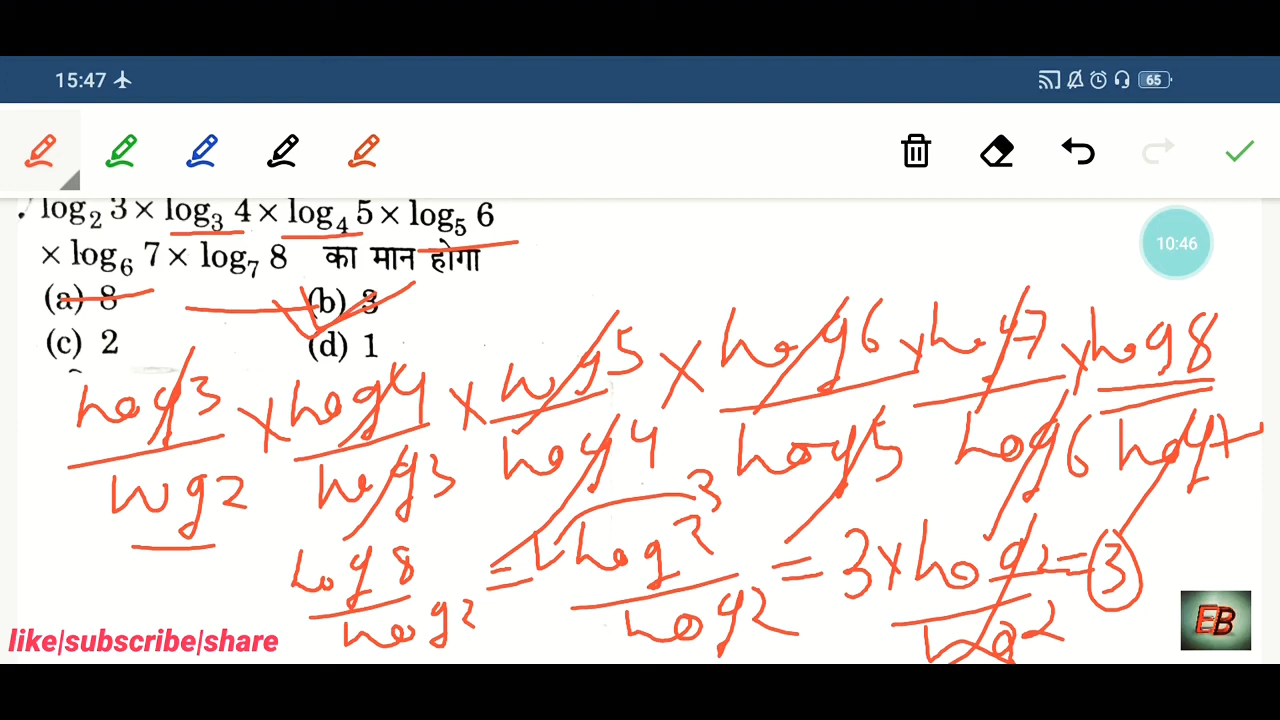 15:47
65
log₂ 3 × log₃ 4 × log₄ 5 × log₅ 6
10:46
× log₆ 7 × log₇ 8 का मान होगा
(a) 8 (b) 3
(c) 2 (d) 1
log3/log2 × log4/log3 × log5/log4 × log6/log5 × log7/log6 × log8/log7
log8/log2 = log2³/log2 = 3×log2/log2 = 3
EB
like|subscribe|share